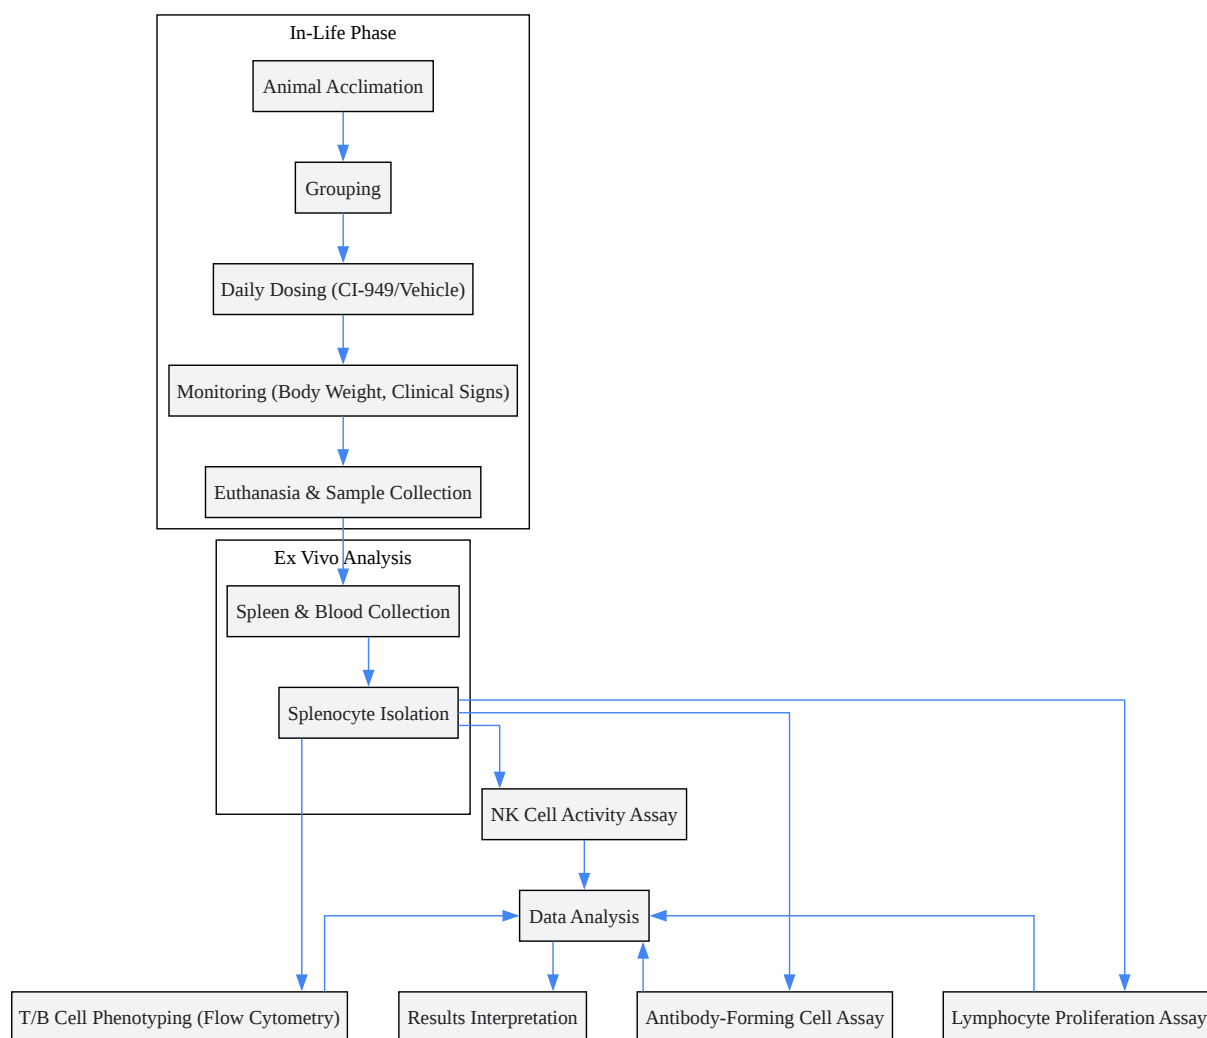 In-Life Phase
Animal Acclimation
Grouping
Daily Dosing (CI-949/Vehicle)
Monitoring (Body Weight, Clinical Signs)
Euthanasia & Sample Collection
Ex Vivo Analysis
Spleen & Blood Collection
Splenocyte Isolation
NK Cell Activity Assay
Data Analysis
T/B Cell Phenotyping (Flow Cytometry)
Results Interpretation
Antibody-Forming Cell Assay
Lymphocyte Proliferation Assay